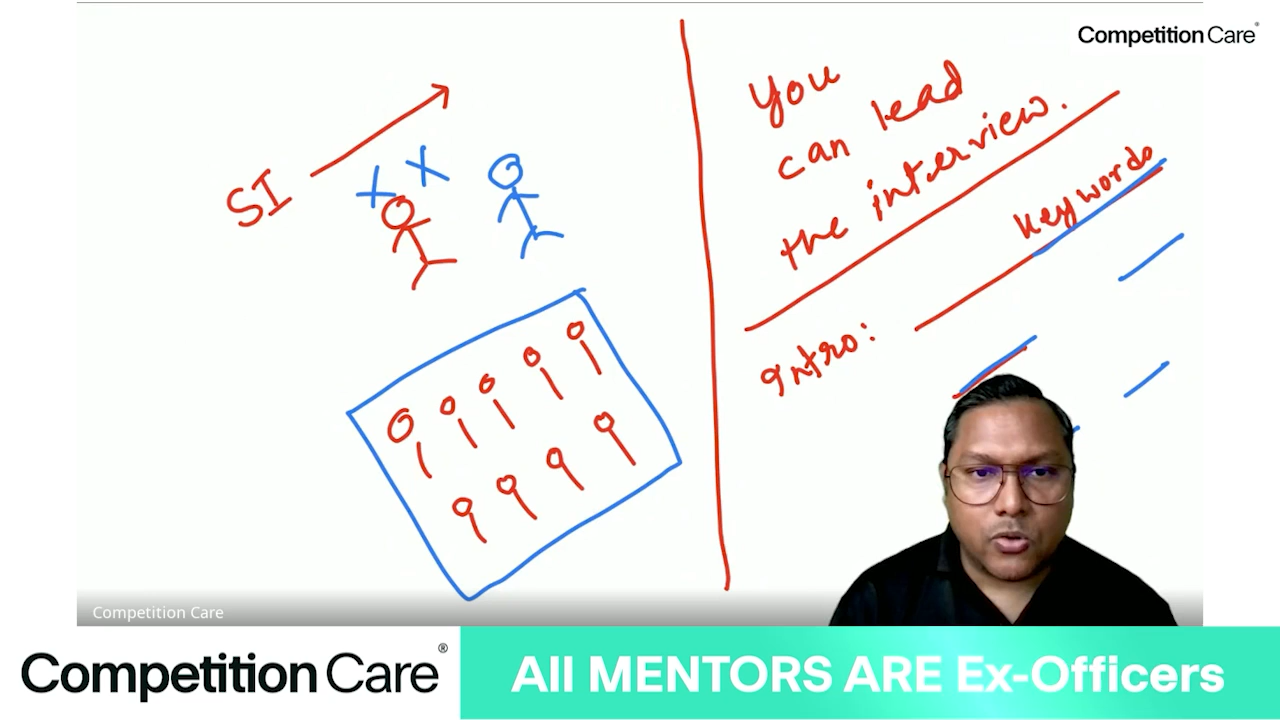 Competition Care
SI
You
can lead
the interview.
Keywords
Intro:
Competition Care
Competition Care®
All MENTORS ARE Ex-Officers